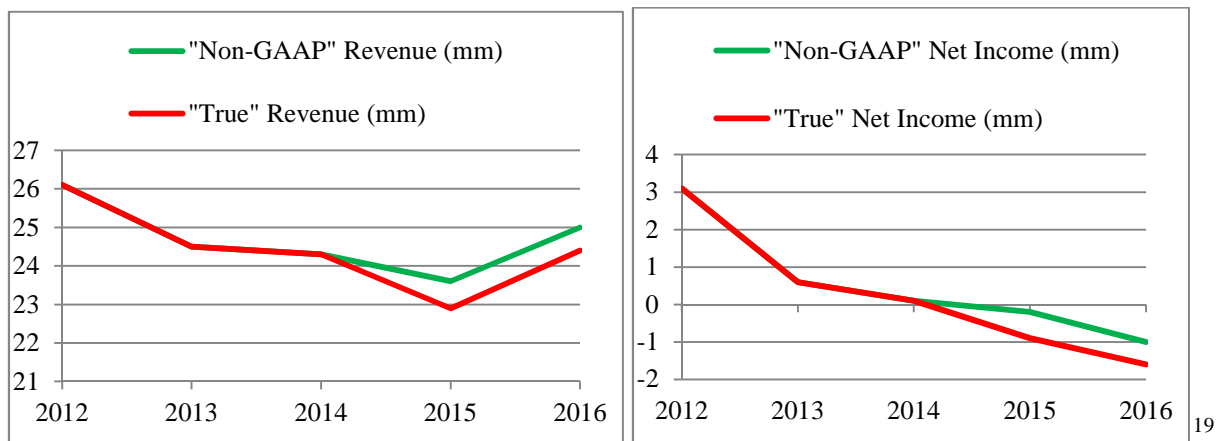 "Non-GAAP" Revenue (mm)
"True" Revenue (mm)
27
26
25
24
23
22
21
2012 2013 2014 2015 2016
"Non-GAAP" Net Income (mm)
"True" Net Income (mm)
4
3
2
1
0
-1
-2
2012 2013 2014 2015 2016
19